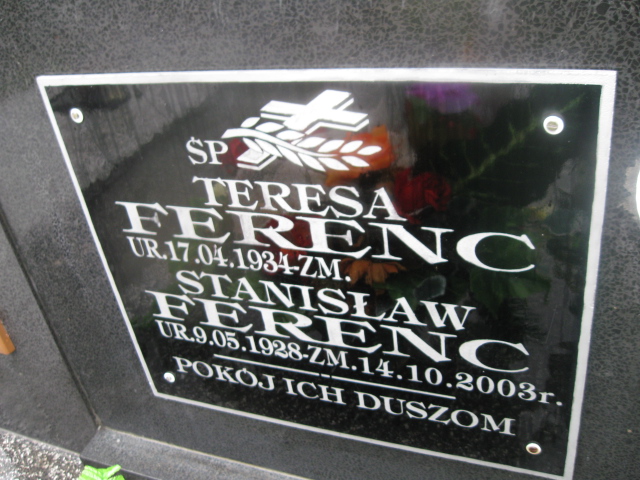 ŚP
TERESA
FERENC
UR.17.04.1934-ZM.
STANISŁAW
FERENC
UR.9.05.1928-ZM.14.10.2003r.
POKÓJ ICH DUSZOM